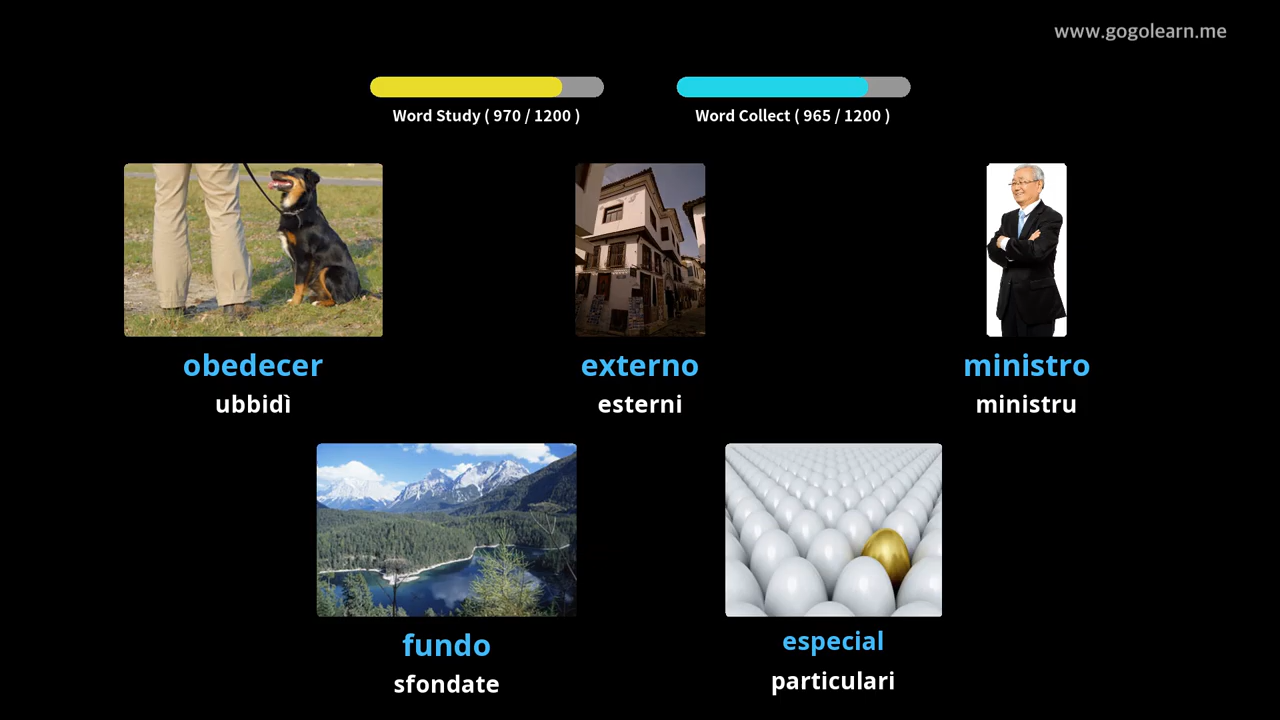 www.gogolearn.me
Word Study ( 970 / 1200 )
Word Collect ( 965 / 1200 )
obedecer
ubbidì
externo
esterni
ministro
ministru
fundo
sfondate
especial
particulari